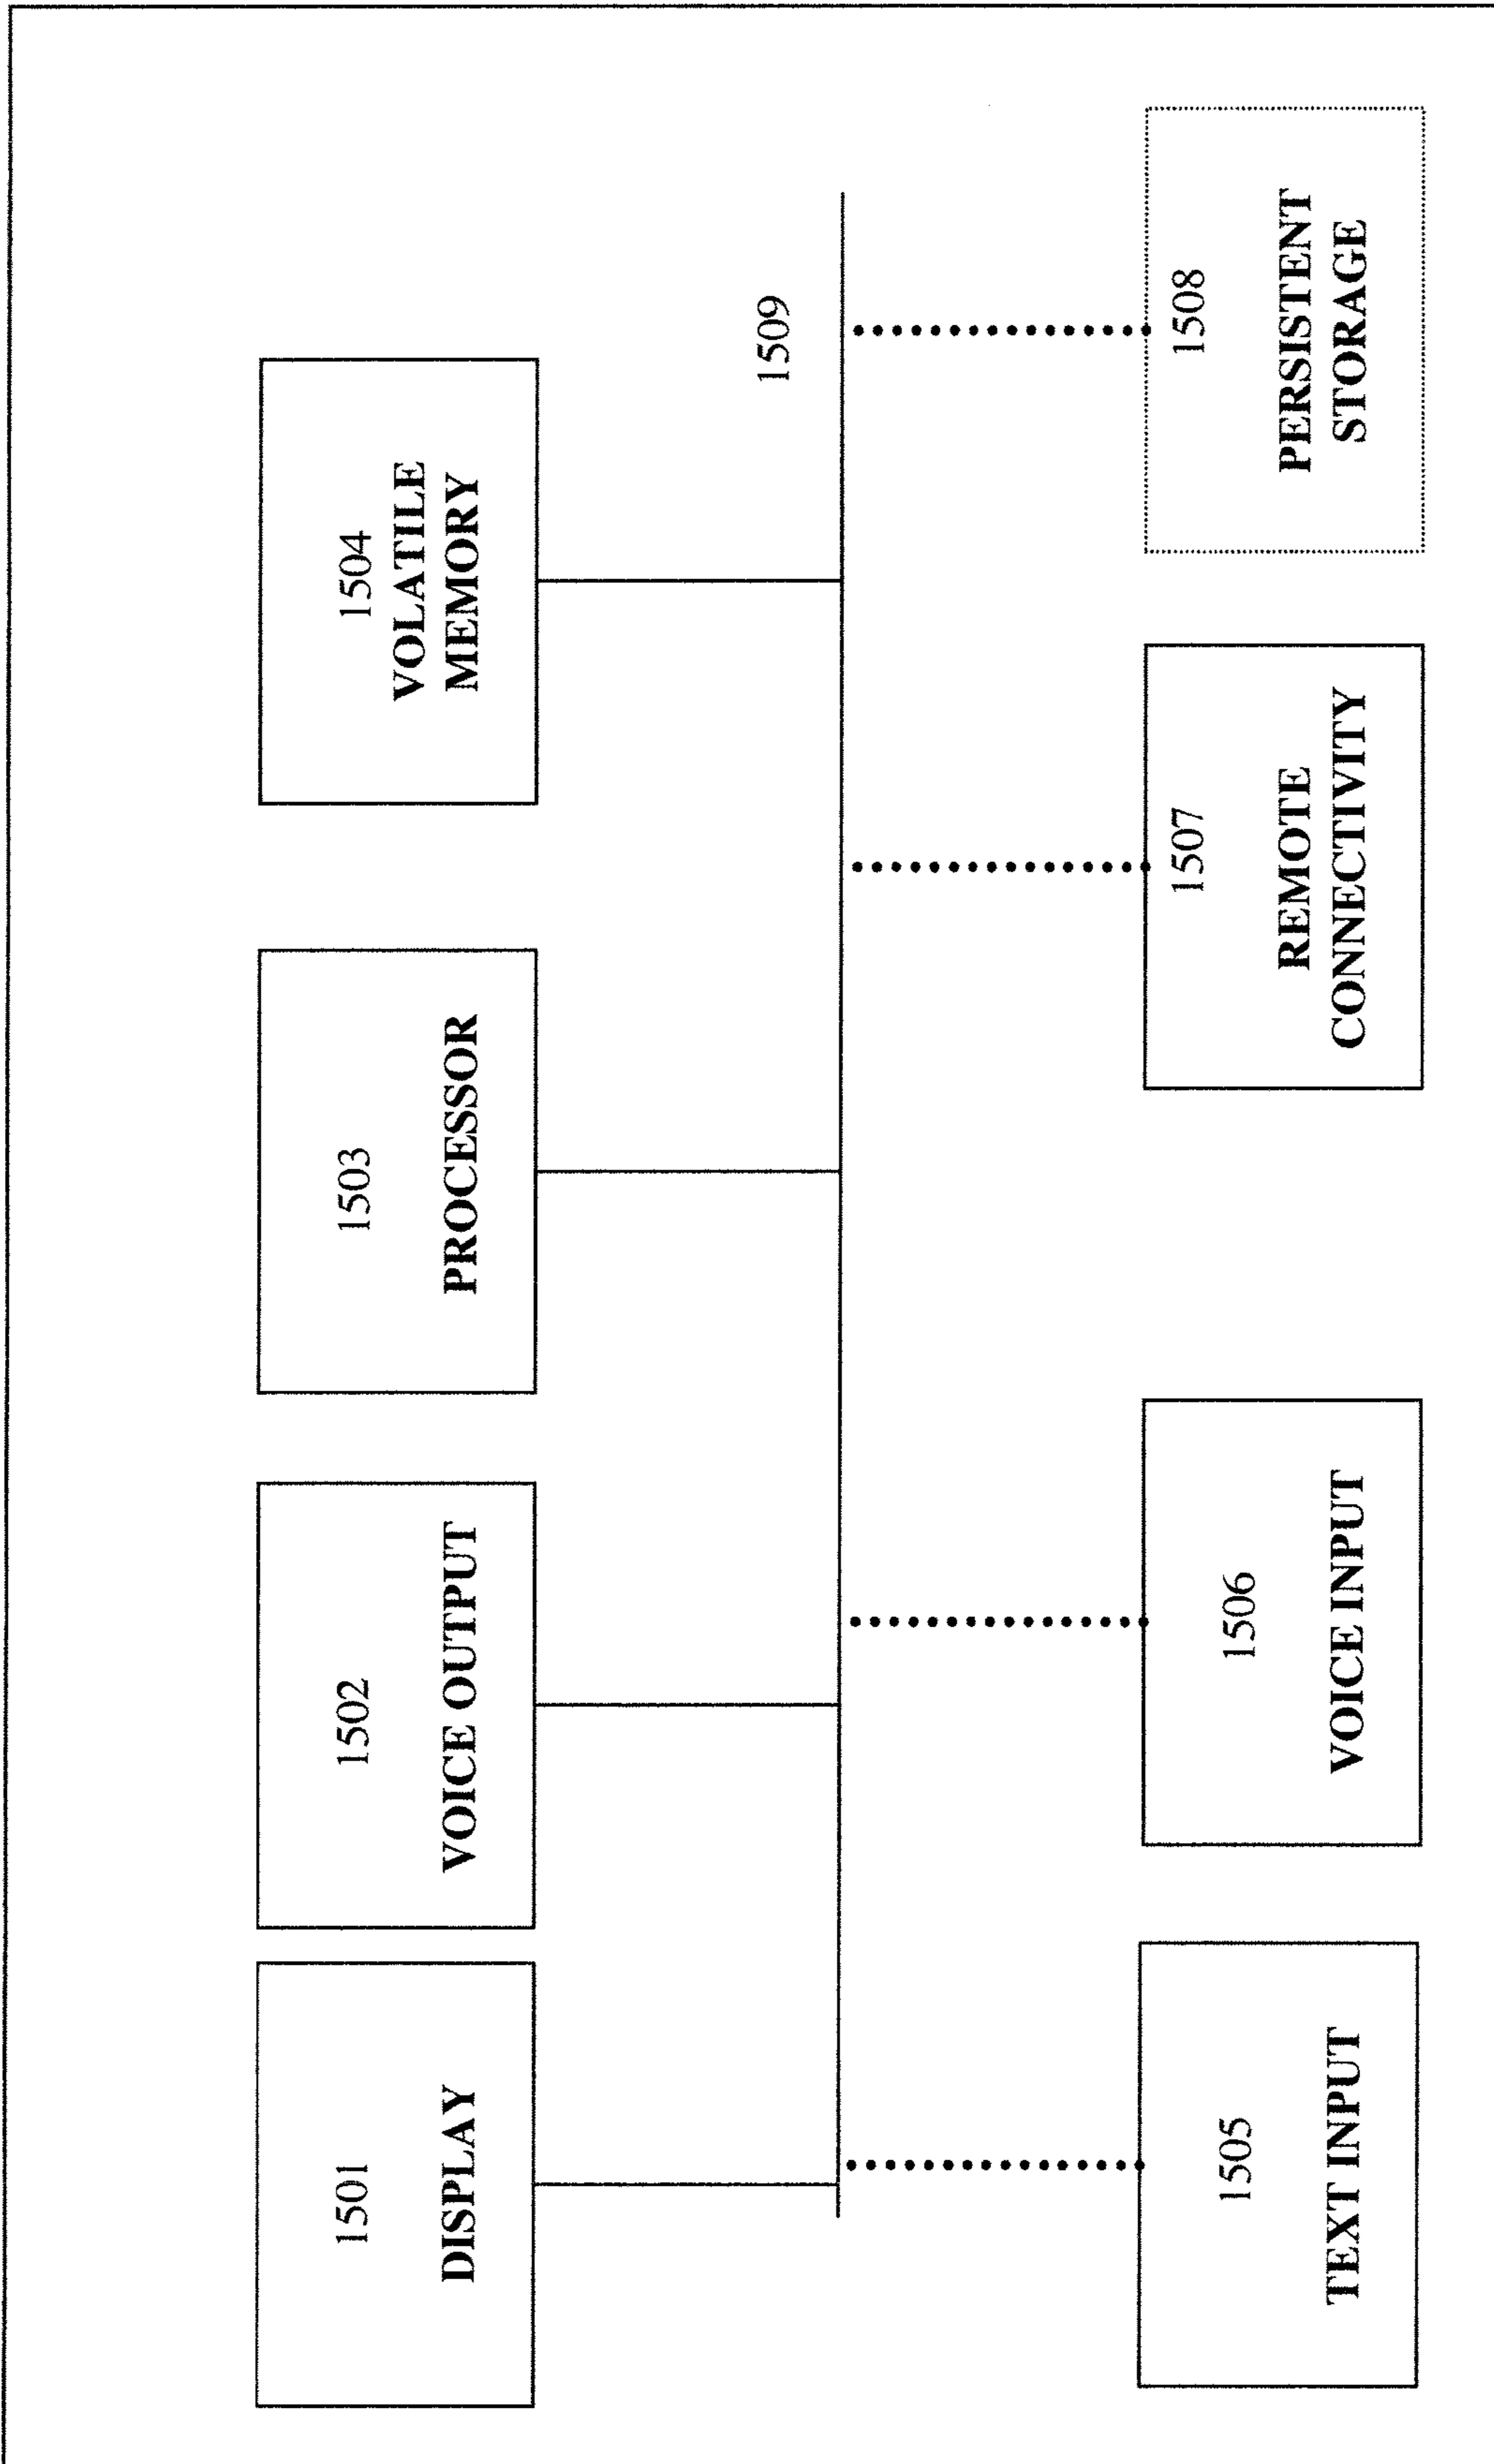 1501
DISPLAY
1502
VOICE OUTPUT
1503
PROCESSOR
1504
VOLATILE
MEMORY
1509
1505
TEXT INPUT
1506
VOICE INPUT
1507
REMOTE
CONNECTIVITY
1508
PERSISTENT
STORAGE